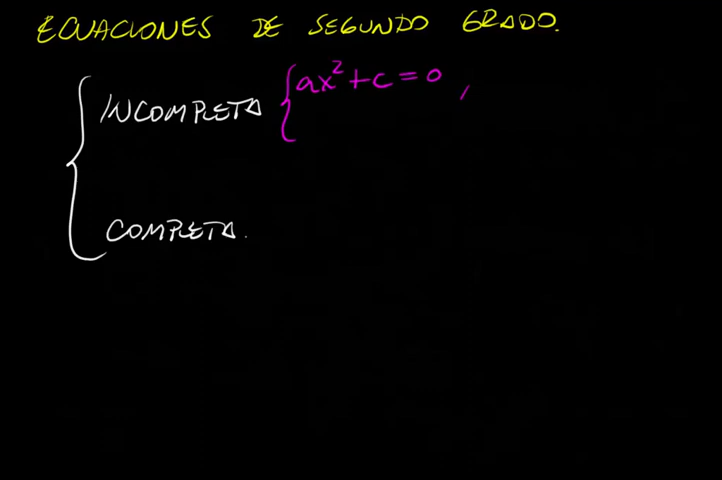 ECUACIONES DE SEGUNDO GRADO.
INCOMPLETA { ax² + c = 0 ,
COMPLETA.